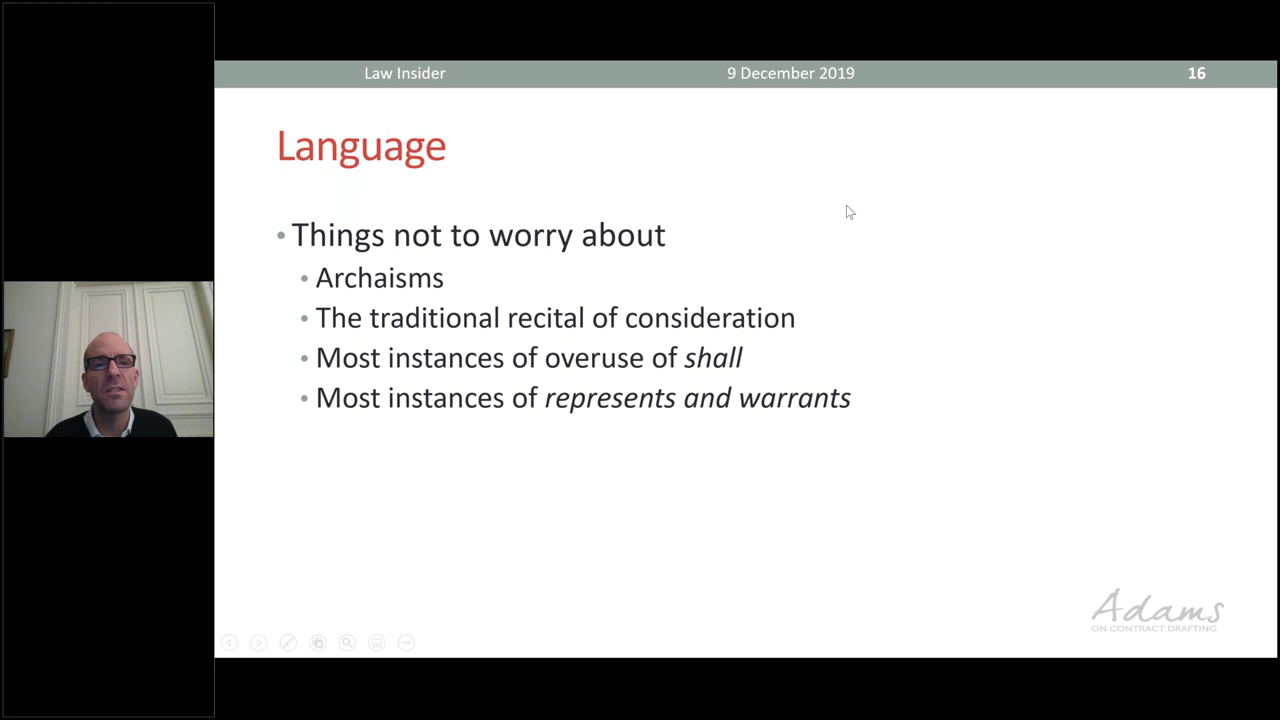 Law Insider 9 December 2019 16
Language
• Things not to worry about
• Archaisms
• The traditional recital of consideration
• Most instances of overuse of shall
• Most instances of represents and warrants
Adams
ON CONTRACT DRAFTING